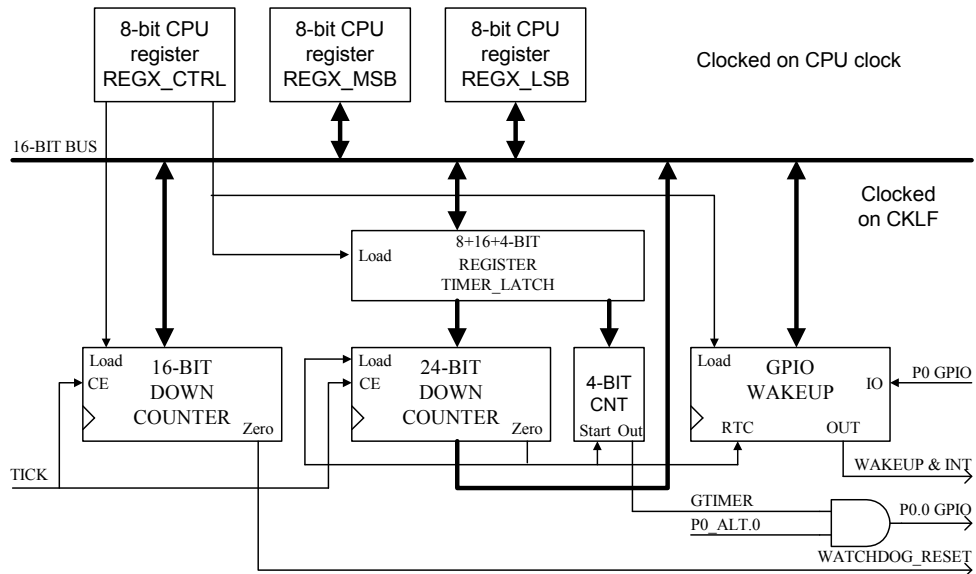 8-bit CPU
register
REGX_CTRL
8-bit CPU
register
REGX_MSB
8-bit CPU
register
REGX_LSB
Clocked on CPU clock
16-BIT BUS
Clocked
on CKLF
Load
8+16+4-BIT
REGISTER
TIMER_LATCH
Load
CE
16-BIT
DOWN
COUNTER
Zero
Load
CE
24-BIT
DOWN
COUNTER
Zero
4-BIT
CNT
Start Out
Load
GPIO
WAKEUP
IO
RTC
OUT
P0 GPIO
TICK
WAKEUP & INT
GTIMER
P0_ALT.0
P0.0 GPIO
WATCHDOG_RESET